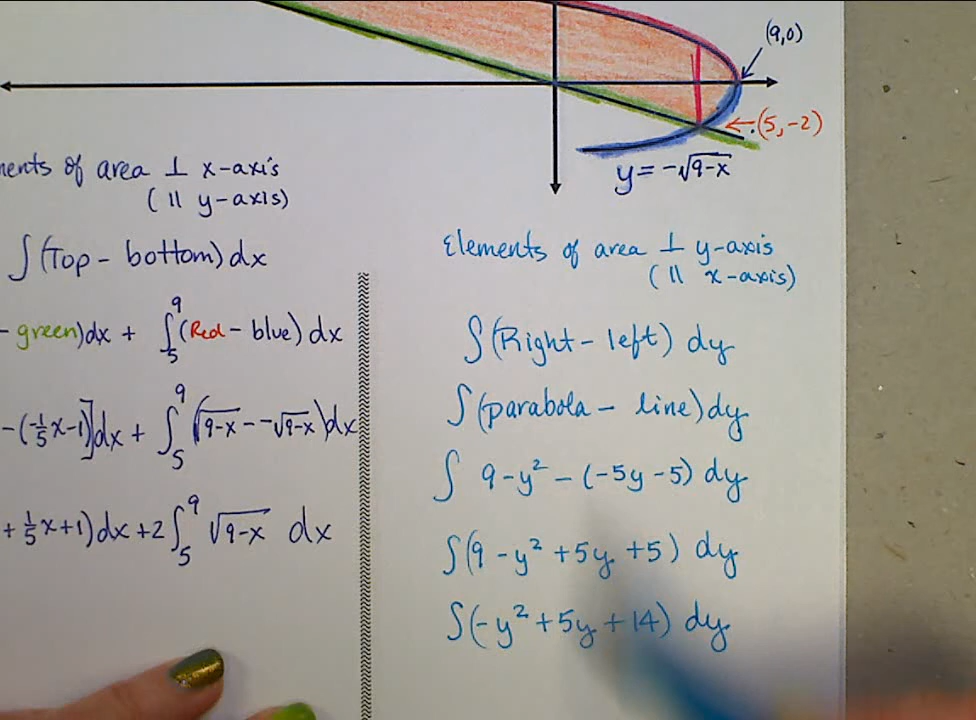 (9,0)
←(5,-2)
y = -√9-x
ments of area ⊥ x-axis
( || y-axis)
∫(Top - bottom) dx
- green)dx + ∫₅⁹ (Red - blue) dx
-(-⅕x-1]dx + ∫₅⁹ (√9-x - -√9-x)dx
+ ⅕x+1)dx + 2∫₅⁹ √9-x dx
Elements of area ⊥ y-axis
( || x-axis)
∫(Right - left) dy
∫(parabola - line)dy
∫ 9-y² - (-5y-5) dy
∫(9 - y² + 5y + 5) dy
∫(-y² + 5y + 14) dy